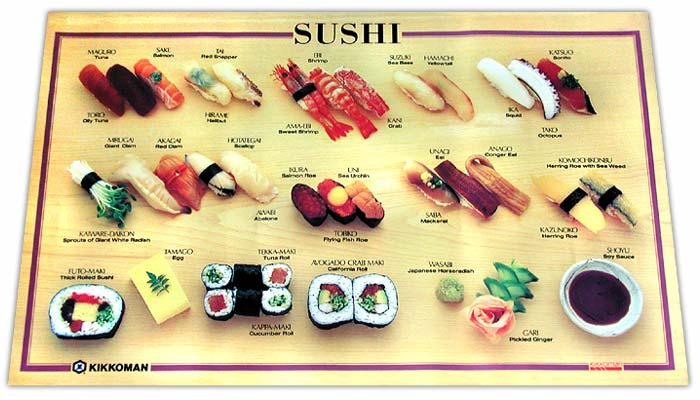 SUSHI
MAGURO
Tuna
SAKE
Salmon
TAI
Red Snapper
EBI
Shrimp
SUZUKI
Sea Bass
HAMACHI
Yellowtail
KATSUO
Bonito
TORO
Oily Tuna
HIRAME
Halibut
AMA-EBI
Sweet Shrimp
KANI
Crab
IKA
Squid
TAKO
Octopus
MIRUGAI
Giant Clam
AKAGAI
Red Clam
HOTATEGAI
Scallop
IKURA
Salmon Roe
UNI
Sea Urchin
UNAGI
Eel
ANAGO
Conger Eel
KOMOCHIKONBU
Herring Roe with Sea Weed
KAIWARE-DAIKON
Sprouts of Giant White Radish
AWABI
Abalone
TOBIKO
Flying Fish Roe
SABA
Mackerel
KAZUNOKO
Herring Roe
FUTO-MAKI
Thick Rolled Sushi
TAMAGO
Egg
TEKKA-MAKI
Tuna Roll
AVOGADO CRAB MAKI
California Roll
WASABI
Japanese Horseradish
SHOYU
Soy Sauce
KAPPA-MAKI
Cucumber Roll
GARI
Pickled Ginger
KIKKOMAN